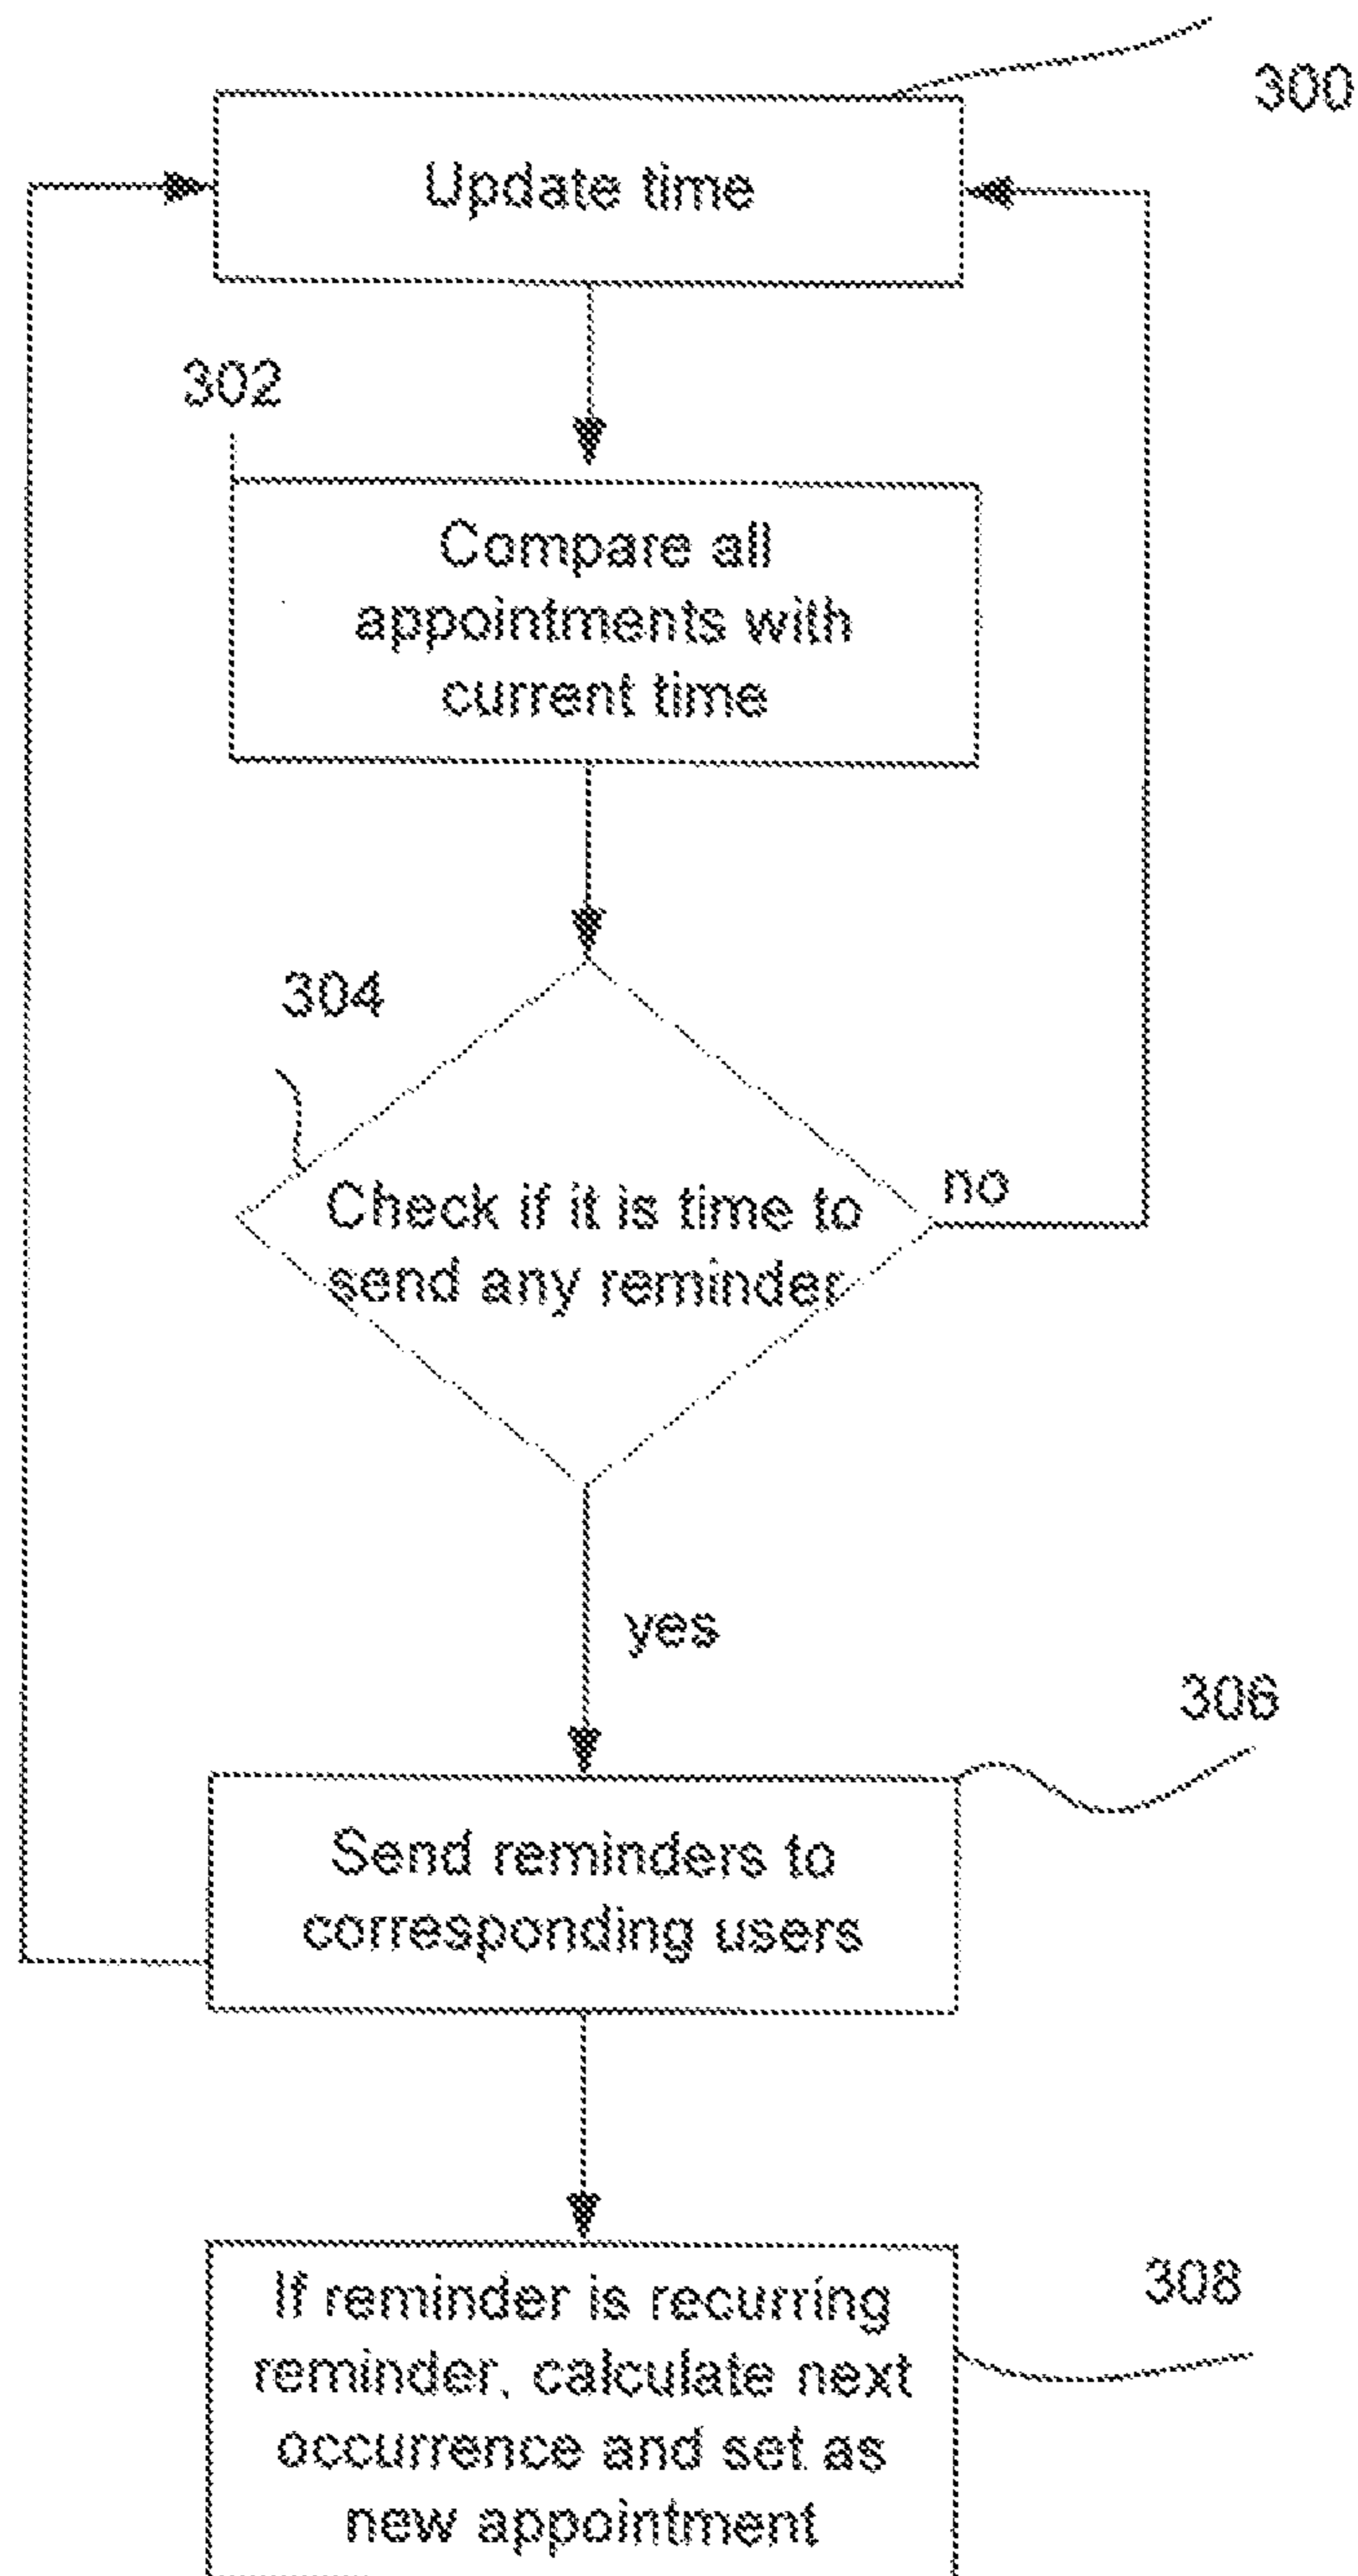 300
Update time
302
Compare all
appointments with
current time
304
Check if it is time to
send any reminder
no
yes
306
Send reminders to
corresponding users
308
If reminder is recurring
reminder, calculate next
occurrence and set as
new appointment